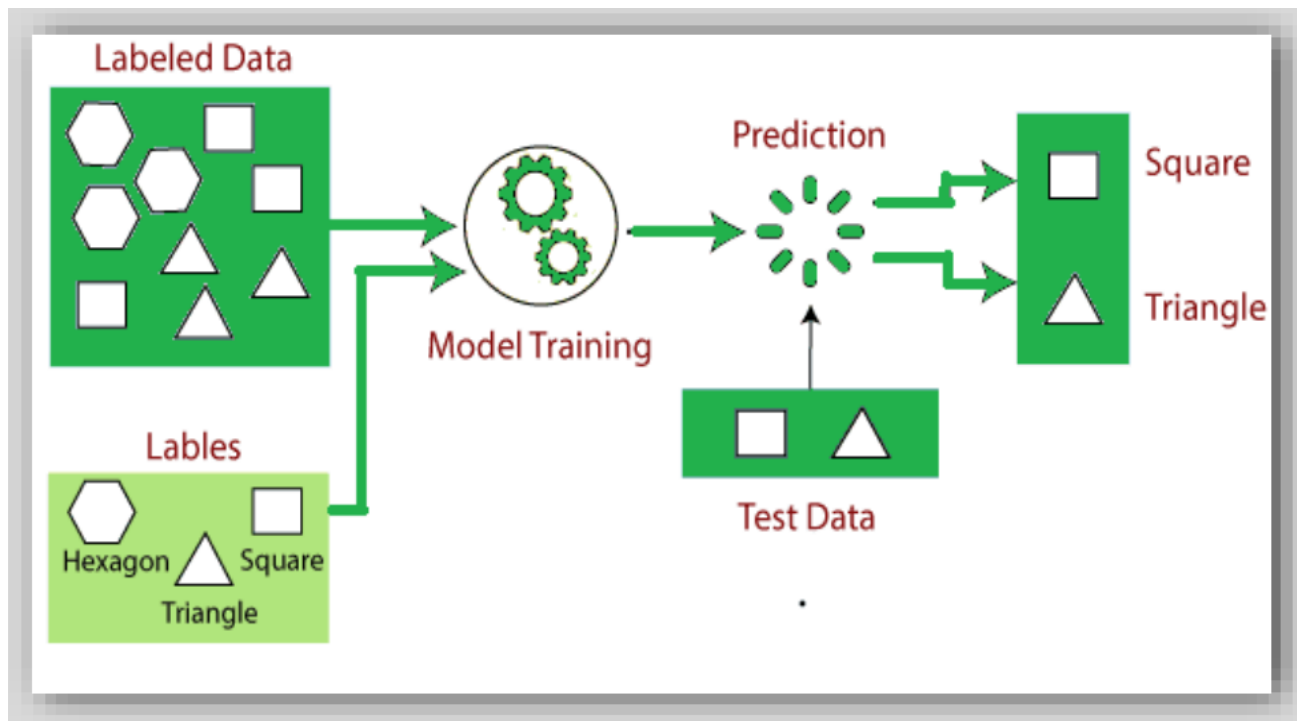 Labeled Data
Prediction
Square
Triangle
Model Training
Lables
Hexagon
Square
Triangle
Test Data